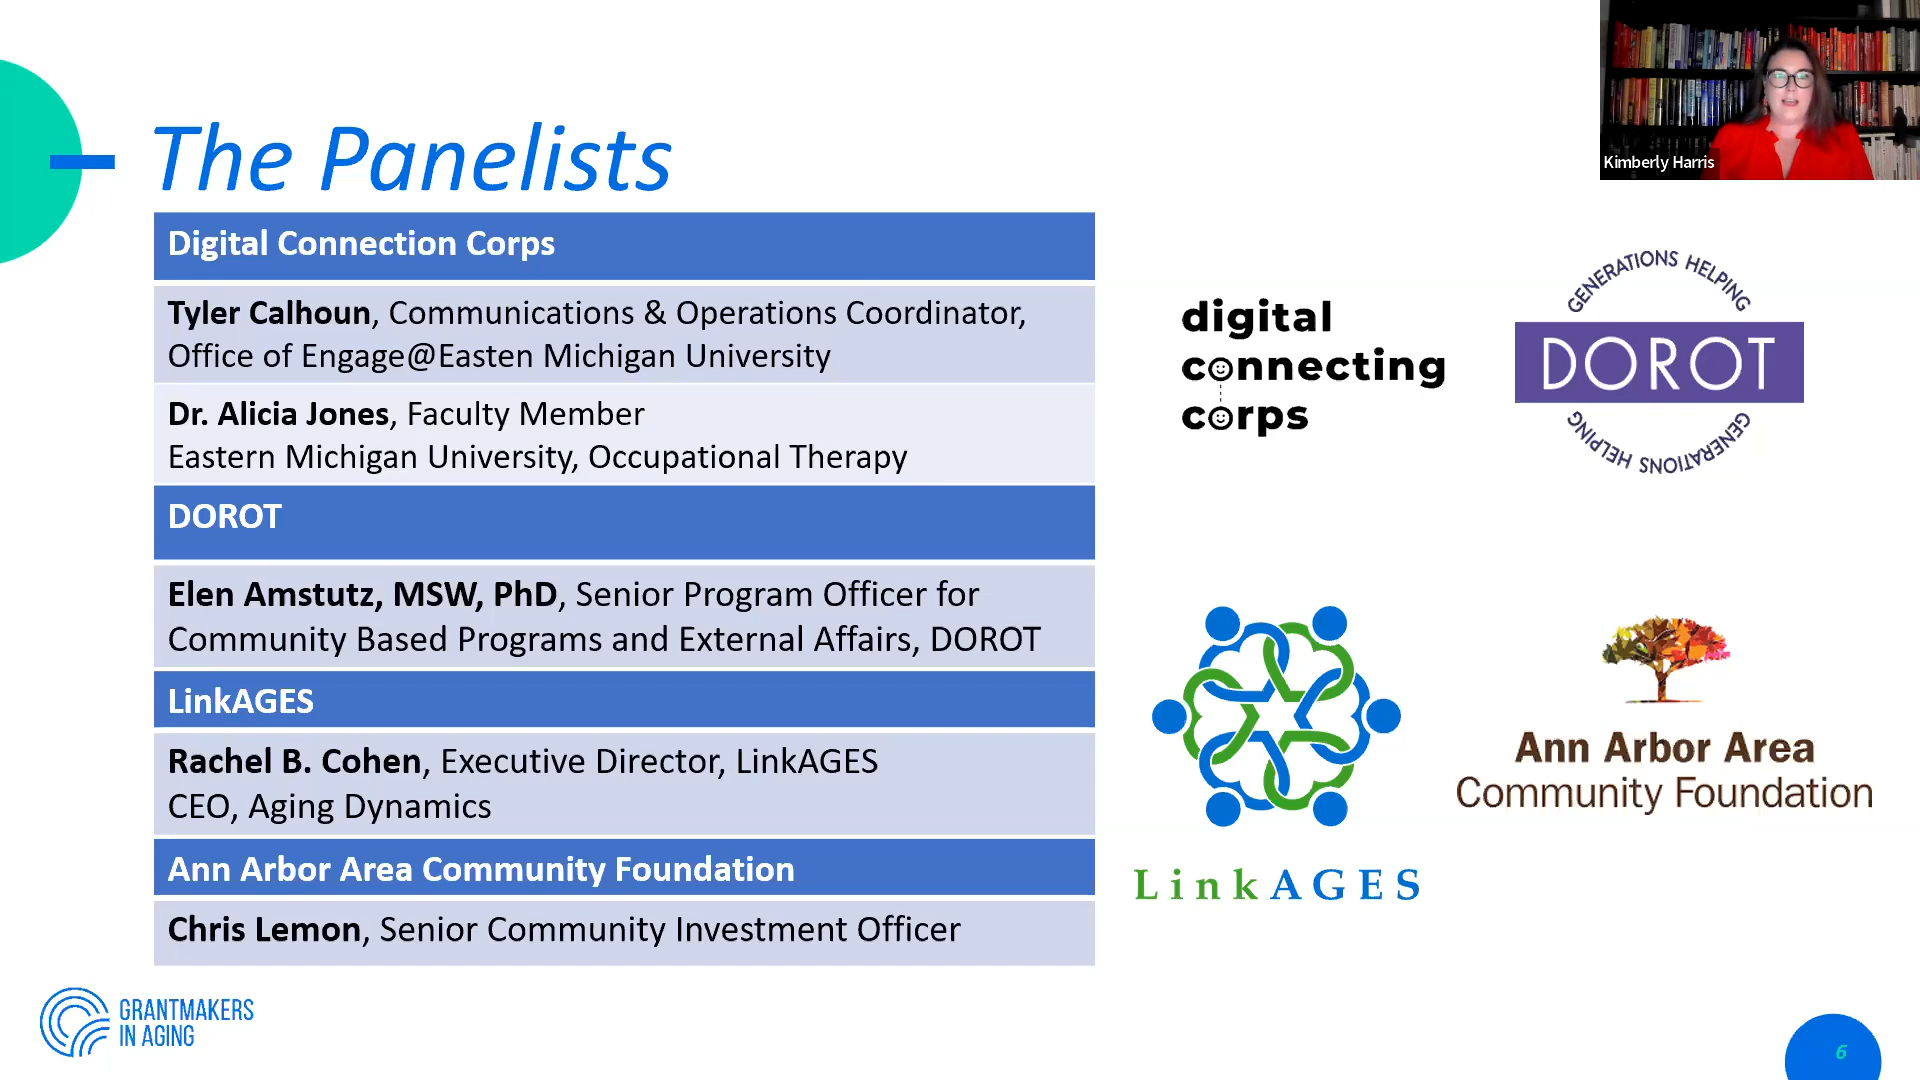 The Panelists
Digital Connection Corps
Tyler Calhoun, Communications & Operations Coordinator,
Office of Engage@Easten Michigan University
Dr. Alicia Jones, Faculty Member
Eastern Michigan University, Occupational Therapy
DOROT
Elen Amstutz, MSW, PhD, Senior Program Officer for
Community Based Programs and External Affairs, DOROT
LinkAGES
Rachel B. Cohen, Executive Director, LinkAGES
CEO, Aging Dynamics
Ann Arbor Area Community Foundation
Chris Lemon, Senior Community Investment Officer
Kimberly Harris
digital
connecting
corps
GENERATIONS HELPING
DOROT
GENERATIONS HELPING
LinkAGES
Ann Arbor Area
Community Foundation
GRANTMAKERS
IN AGING
6